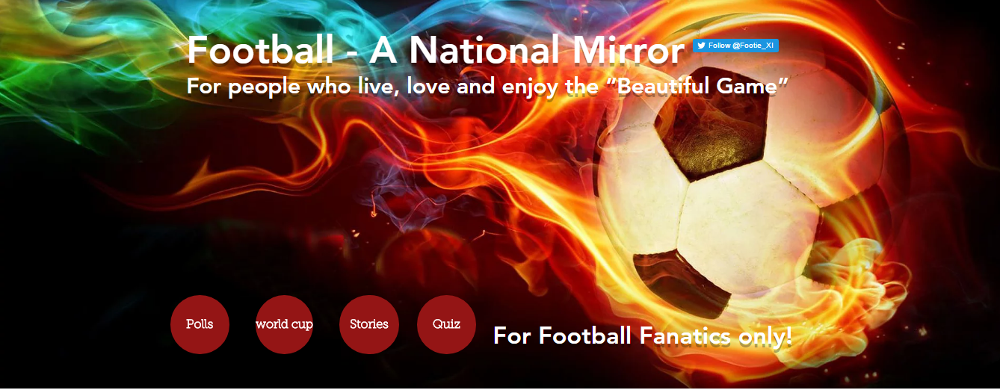 Football - A National Mirror
Follow @Footie_XI
For people who live, love and enjoy the "Beautiful Game"
Polls
world cup
Stories
Quiz
For Football Fanatics only!